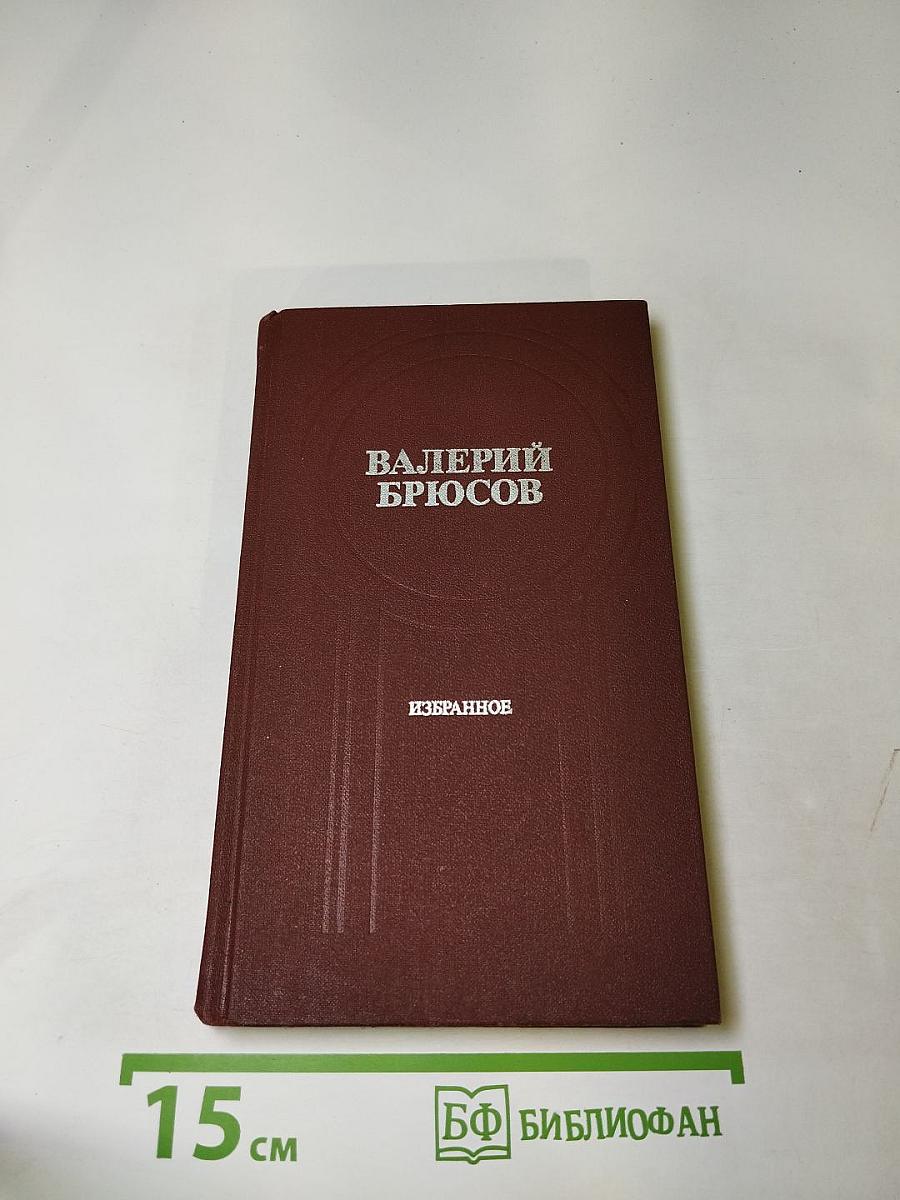 ВАЛЕРИЙ
БРЮСОВ
ИЗБРАННОЕ
15 см
БФ БИБЛИОФАН